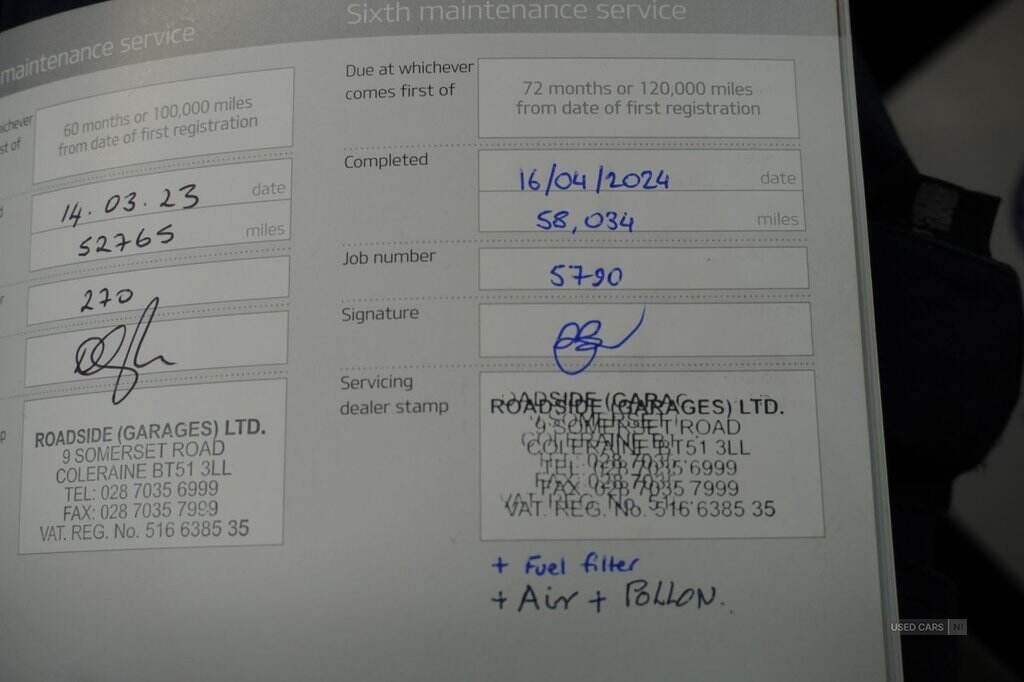 maintenance service
60 months or 100,000 miles
from date of first registration
14.03.23 date
52765 miles
270
ROADSIDE (GARAGES) LTD.
9 SOMERSET ROAD
COLERAINE BT51 3LL
TEL: 028 7035 6999
FAX: 028 7035 7999
VAT. REG. No. 516 6385 35
Sixth maintenance service
Due at whichever
comes first of
72 months or 120,000 miles
from date of first registration
Completed
16/04/2024 date
58,034 miles
Job number
5790
Signature
Servicing
dealer stamp
ROADSIDE (GARAGES) LTD.
9 SOMERSET ROAD
COLERAINE BT51 3LL
TEL: 028 7035 6999
FAX 028 7035 7999
VAT. REG. No. 516 6385 35
+ Fuel filter
+ Air + POLLON.
USED CARS NI